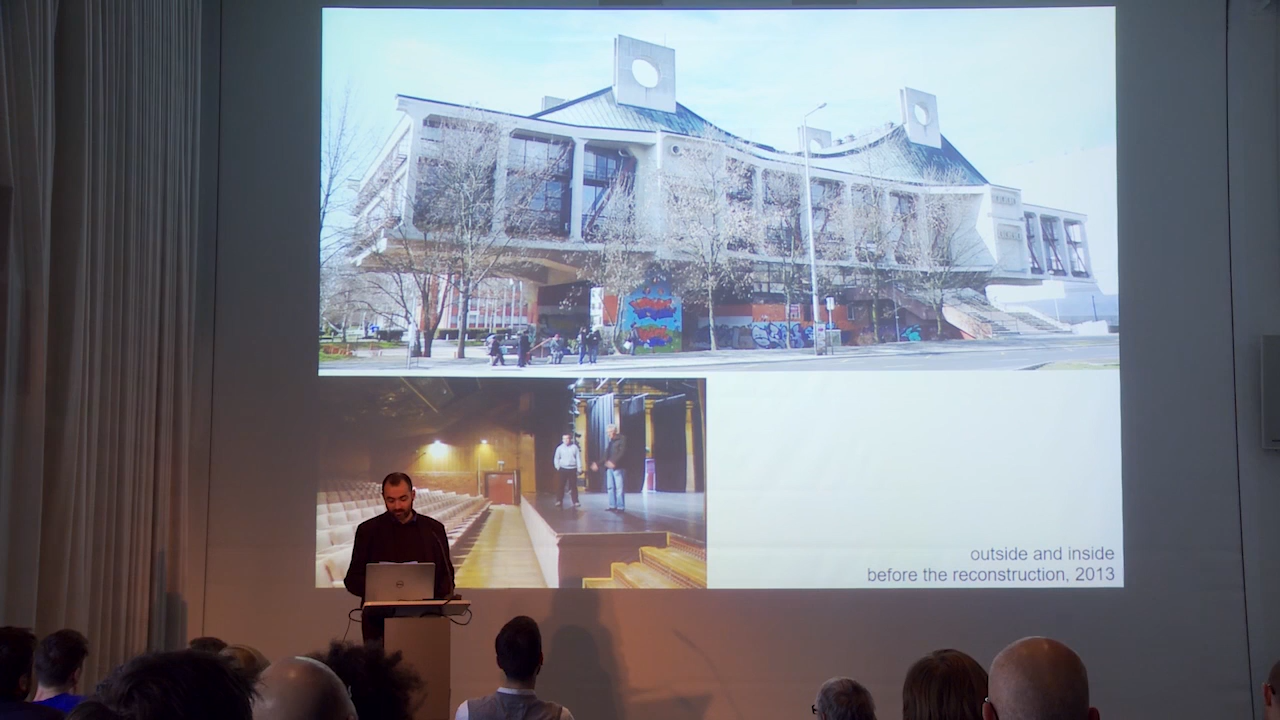 outside and inside
before the reconstruction, 2013